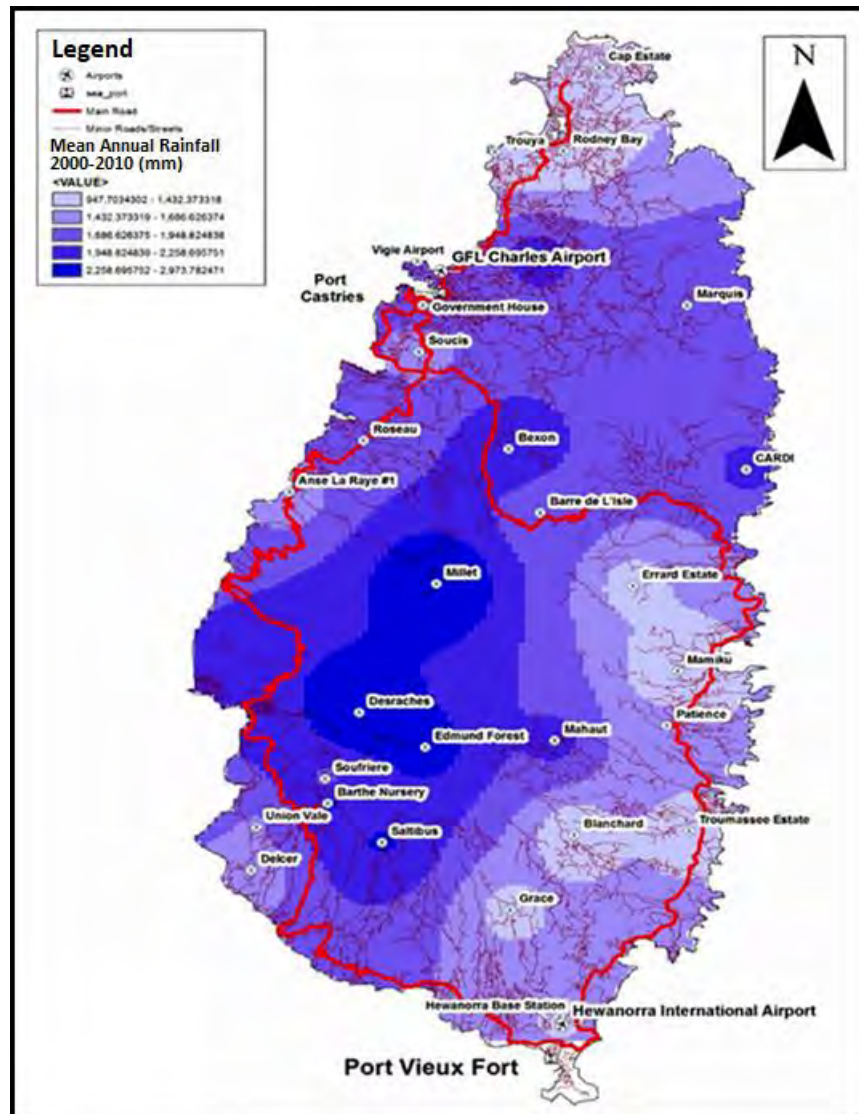 Legend
Airports
sea_port
Main Road
Minor Roads/Streets
Mean Annual Rainfall
2000-2010 (mm)
<VALUE>
947.7034302 - 1,432.373318
1,432.373319 - 1,686.626374
1,686.626375 - 1,948.824838
1,948.824839 - 2,258.695751
2,258.695752 - 2,973.782471
N
Cap Estate
Trouya
Rodney Bay
Vigie Airport
GFL Charles Airport
Port
Castries
Government House
Marquis
Soucis
Roseau
Bexon
CARDI
Anse La Raye #1
Barre de L'Isle
Millet
Errard Estate
Mamiku
Desraches
Patience
Edmund Forest
Mahaut
Soufriere
Barthe Nursery
Union Vale
Blanchard
Troumassee Estate
Saltibus
Delcer
Grace
Hewanorra Base Station
Hewanorra International Airport
Port Vieux Fort